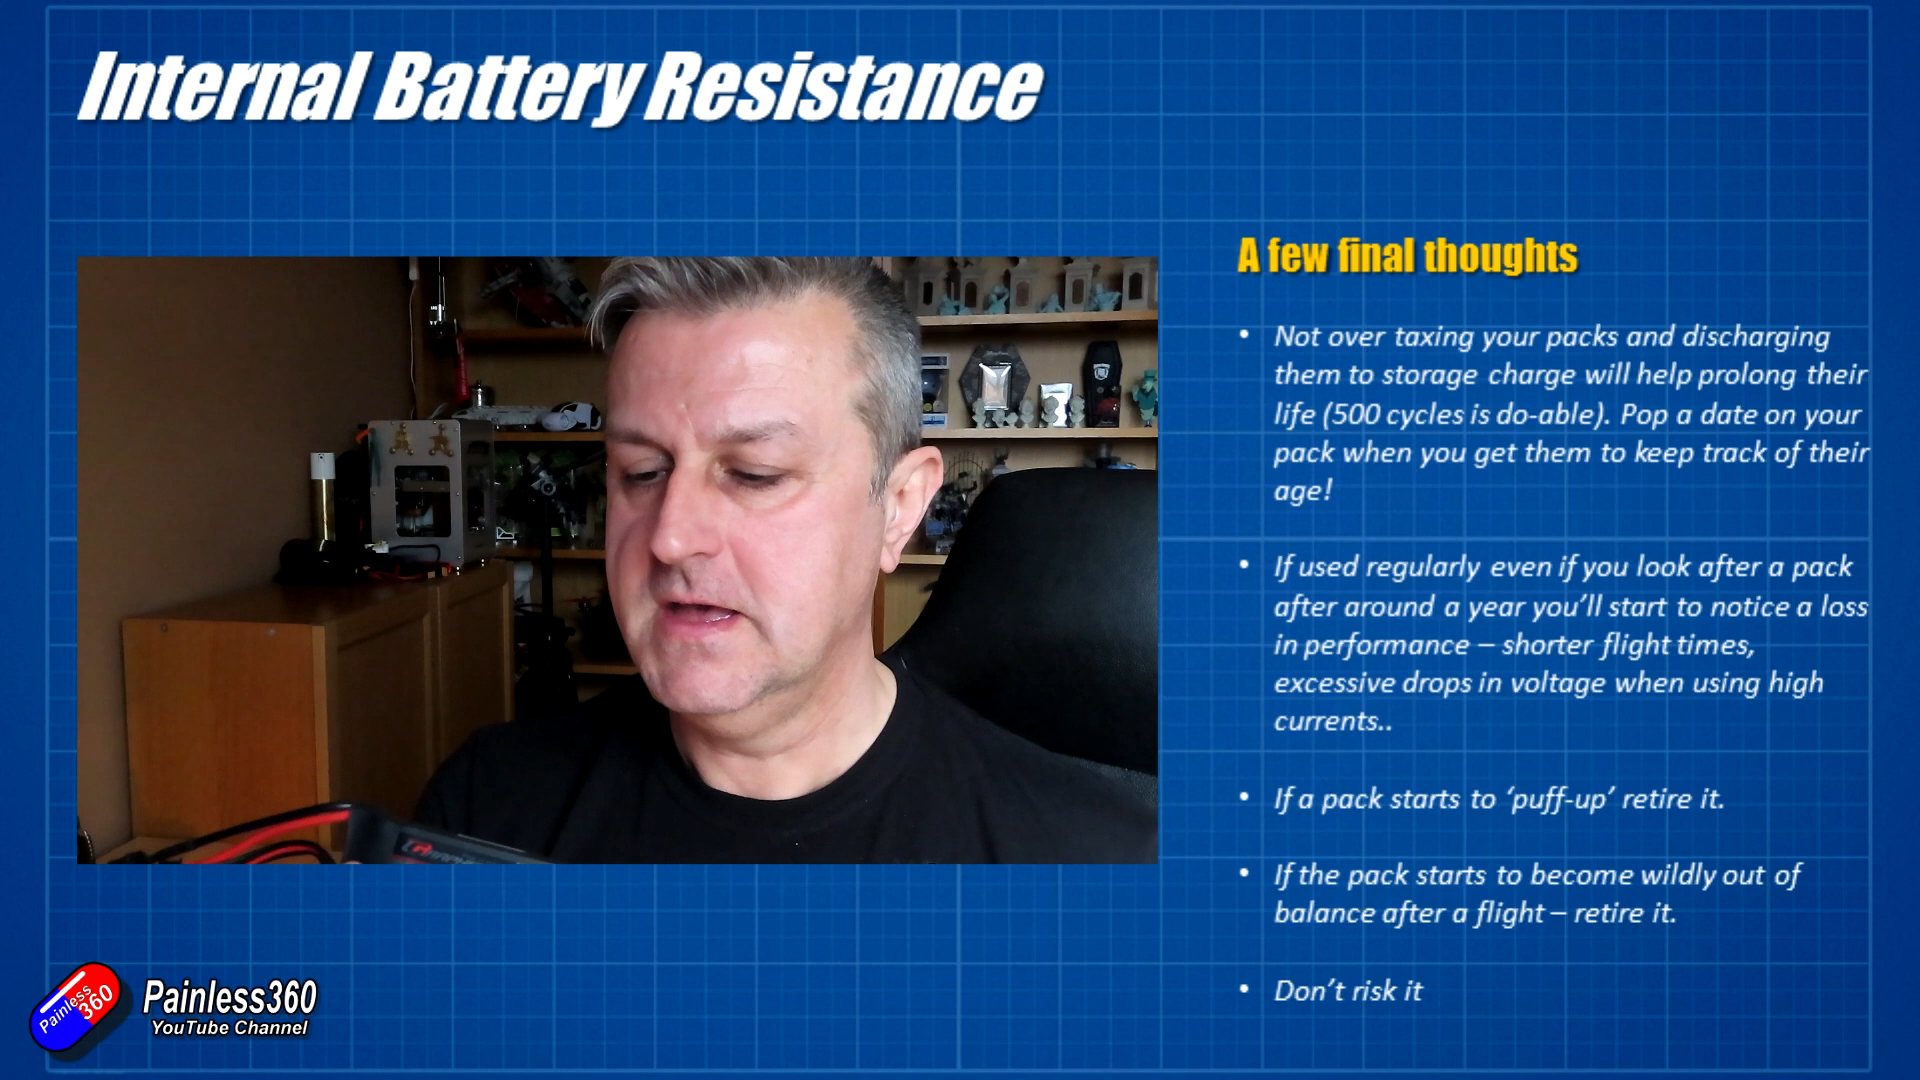 Internal Battery Resistance
A few final thoughts
• Not over taxing your packs and discharging
them to storage charge will help prolong their
life (500 cycles is do-able). Pop a date on your
pack when you get them to keep track of their
age!
• If used regularly even if you look after a pack
after around a year you’ll start to notice a loss
in performance – shorter flight times,
excessive drops in voltage when using high
currents..
• If a pack starts to ‘puff-up’ retire it.
• If the pack starts to become wildly out of
balance after a flight – retire it.
• Don’t risk it
Painless
360
Painless360
YouTube Channel